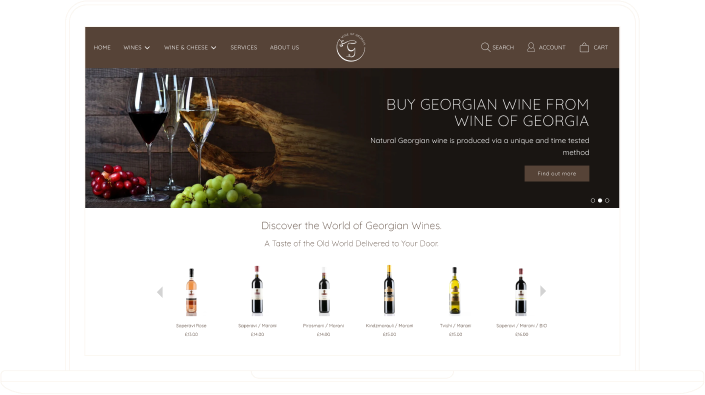 HOME
WINES
WINE & CHEESE
SERVICES
ABOUT US
SEARCH
ACCOUNT
CART
BUY GEORGIAN WINE FROM
WINE OF GEORGIA
Natural Georgian wine is produced via a unique and time tested
method
Find out more
Discover the World of Georgian Wines.
A Taste of the Old World Delivered to Your Door.
Saperavi Rose
Saperavi / Marani
Pirosmani / Marani
Kindzmarauli / Marani
Tvishi / Marani
Saperavi / Marani / BIO
£13.00
£14.00
£14.00
£15.00
£15.00
£16.00